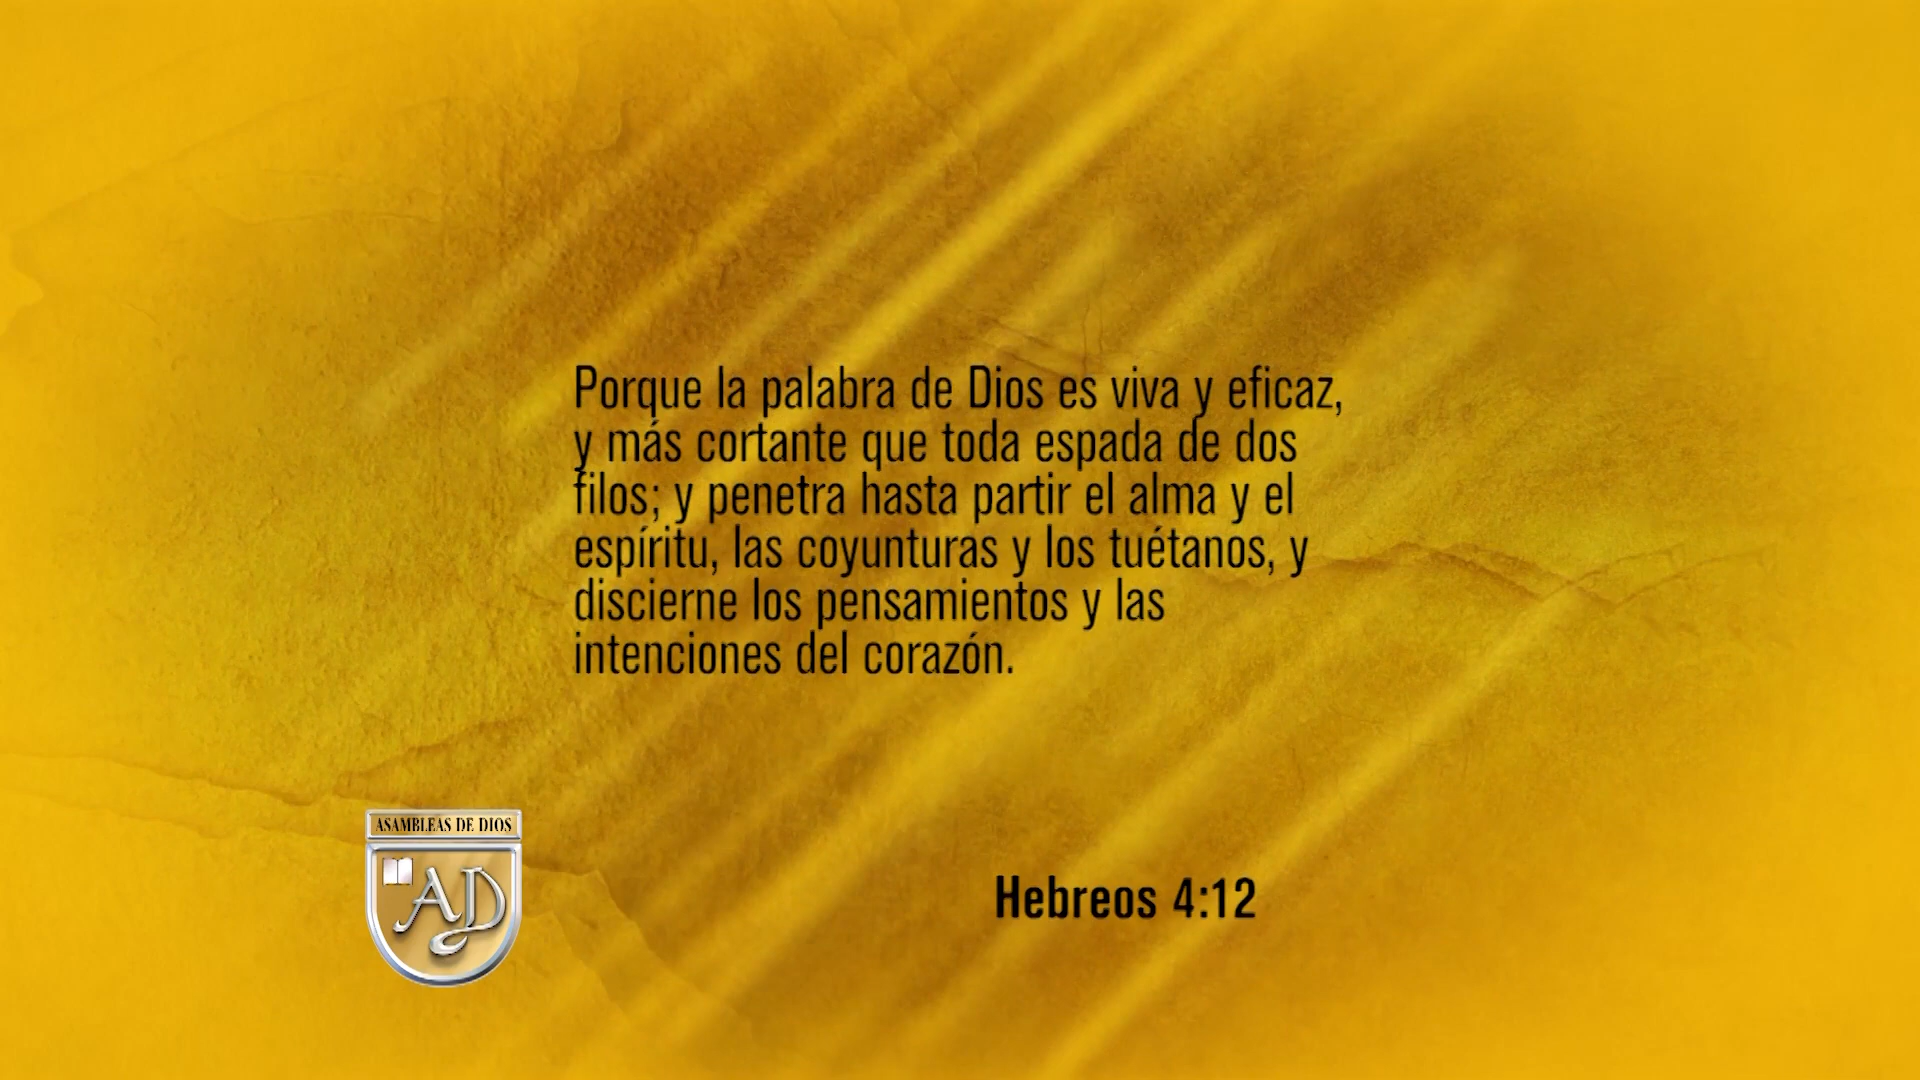 Porque la palabra de Dios es viva y eficaz,
y más cortante que toda espada de dos
filos; y penetra hasta partir el alma y el
espíritu, las coyunturas y los tuétanos, y
discierne los pensamientos y las
intenciones del corazón.
ASAMBLEAS DE DIOS
AD
Hebreos 4:12